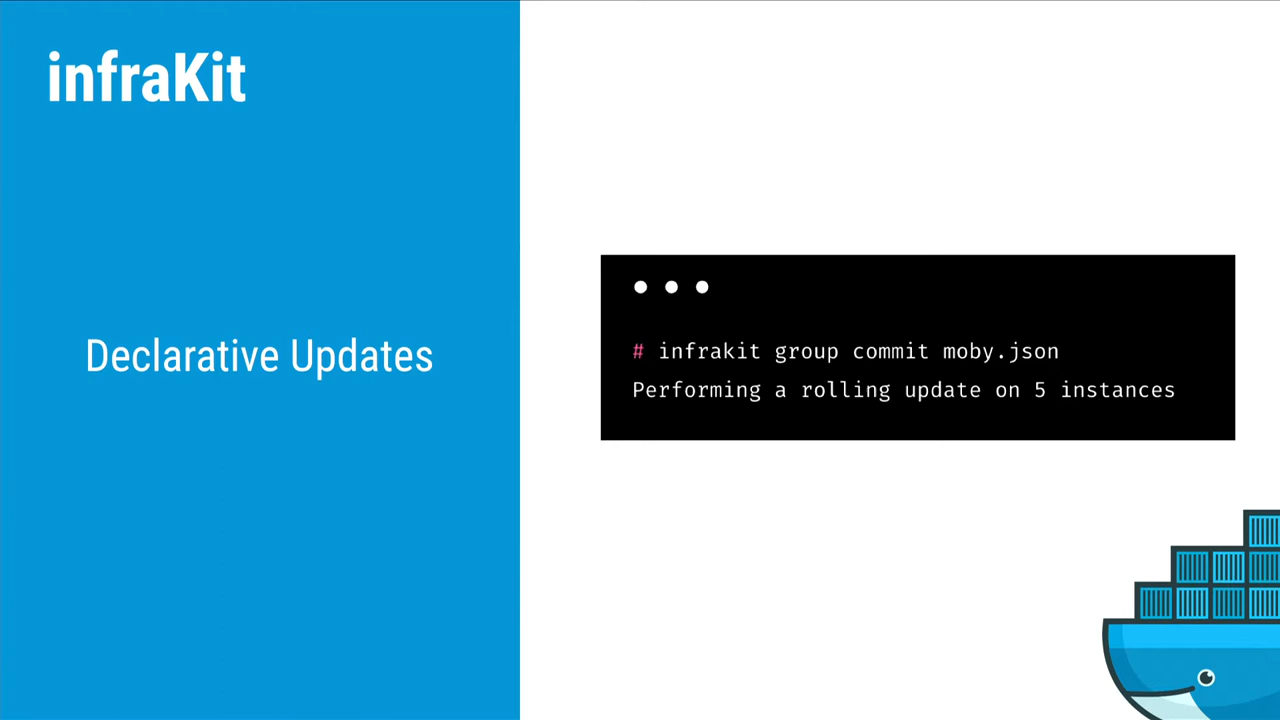 infraKit
Declarative Updates
# infrakit group commit moby.json
Performing a rolling update on 5 instances